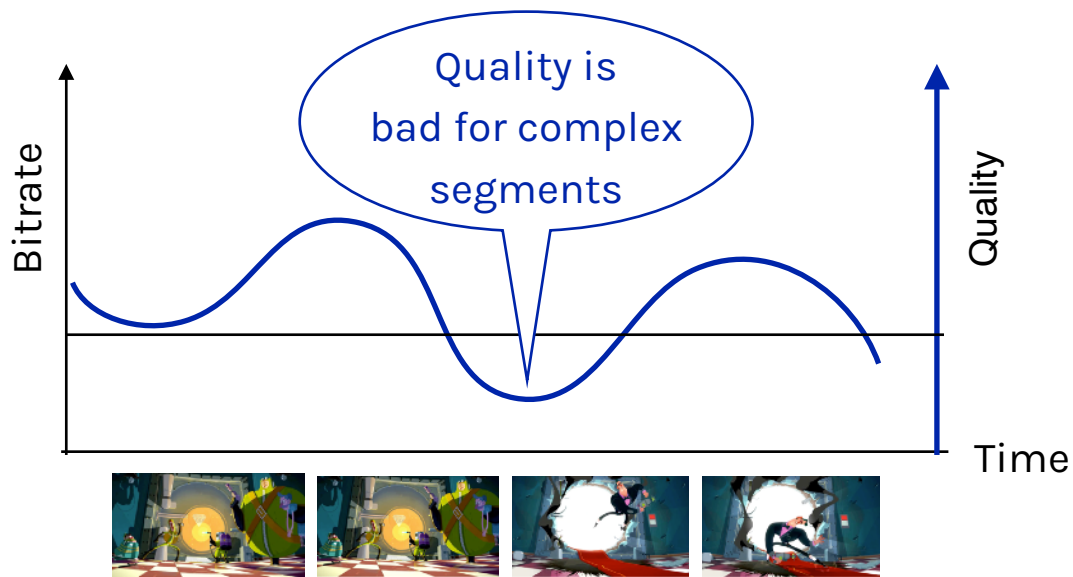 Quality is
bad for complex
segments
Bitrate
Quality
Time